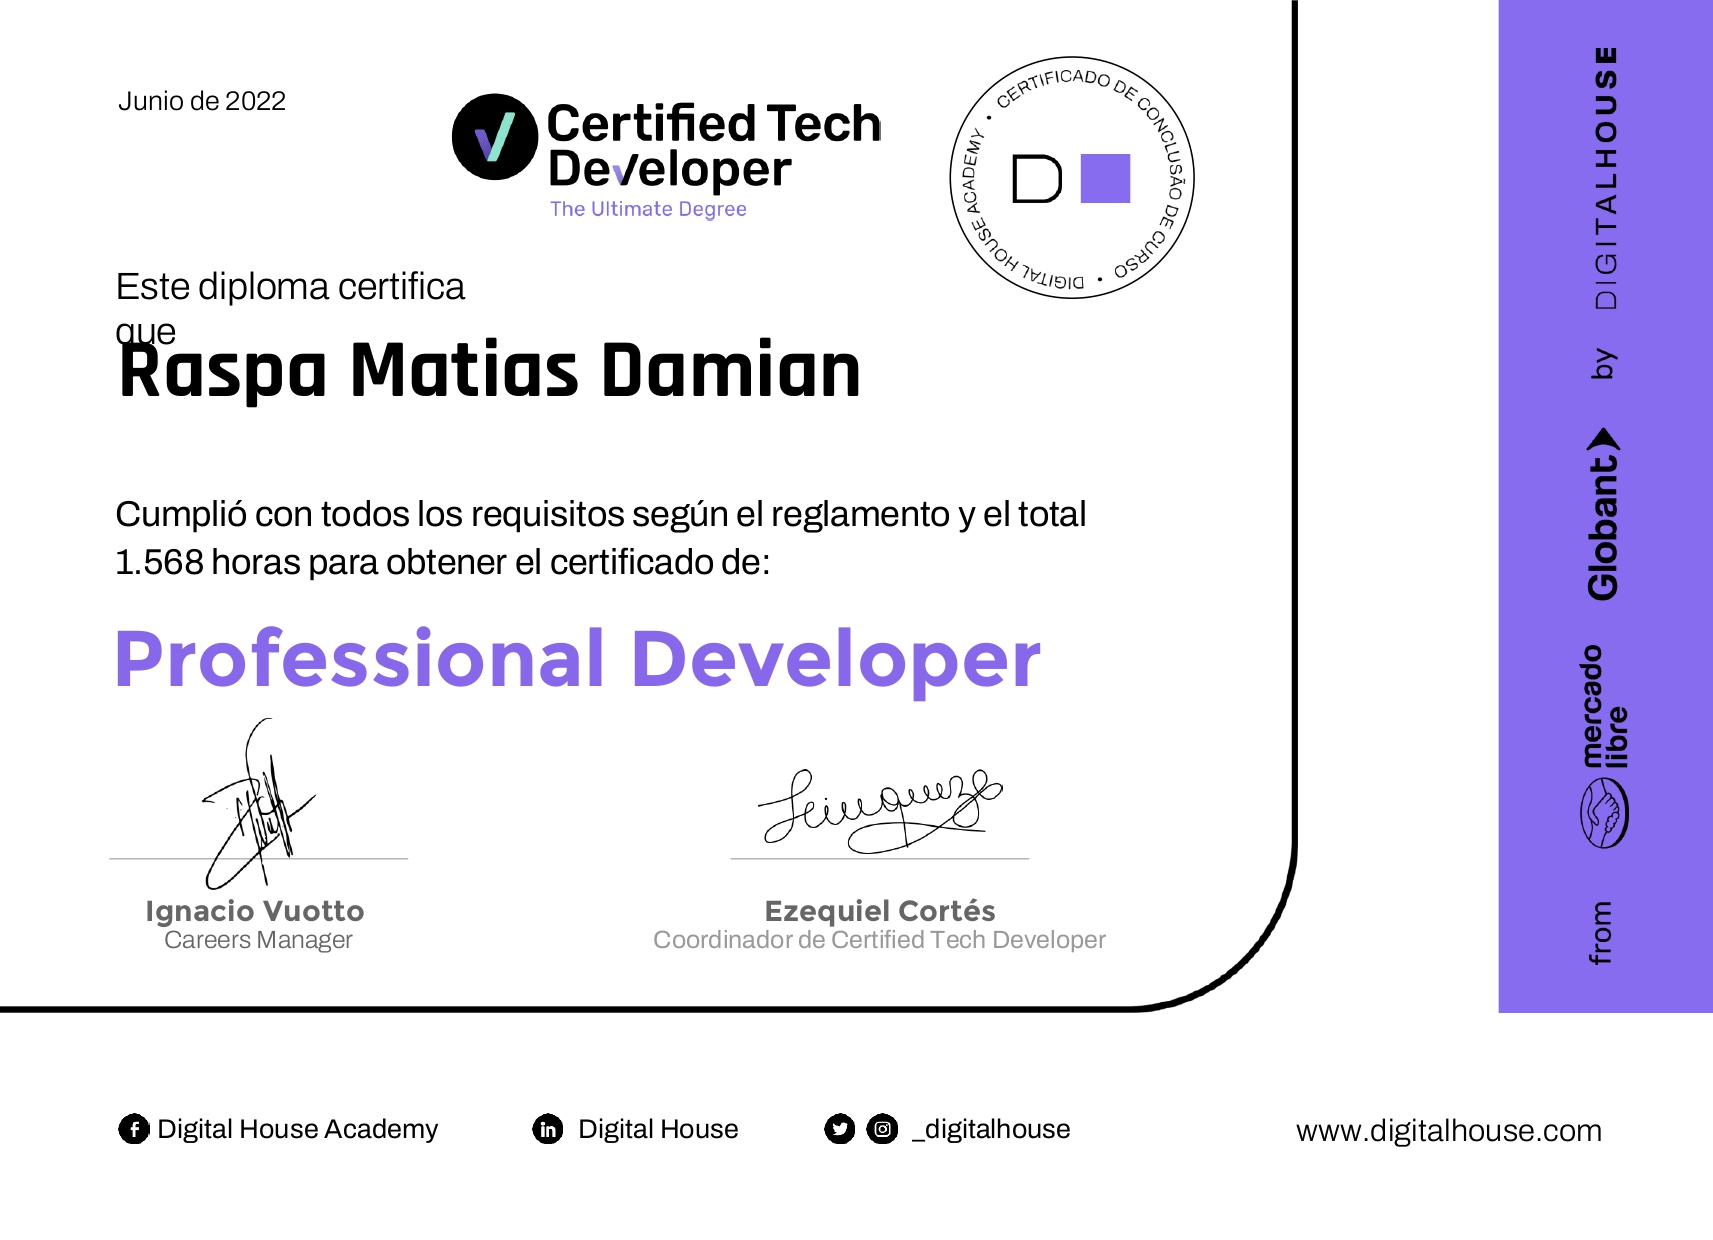 Junio de 2022
Certified Tech
Developer
The Ultimate Degree
DIGITAL HOUSE ACADEMY • CERTIFICADO DE CONCLUSÃO DE CURSO •
Este diploma certifica
que
Raspa Matias Damian
Cumplió con todos los requisitos según el reglamento y el total
1.568 horas para obtener el certificado de:
Professional Developer
Ignacio Vuotto
Careers Manager
Ezequiel Cortés
Coordinador de Certified Tech Developer
from
mercado
libre
Globant
by
DIGITALHOUSE
Digital House Academy
Digital House
_digitalhouse
www.digitalhouse.com